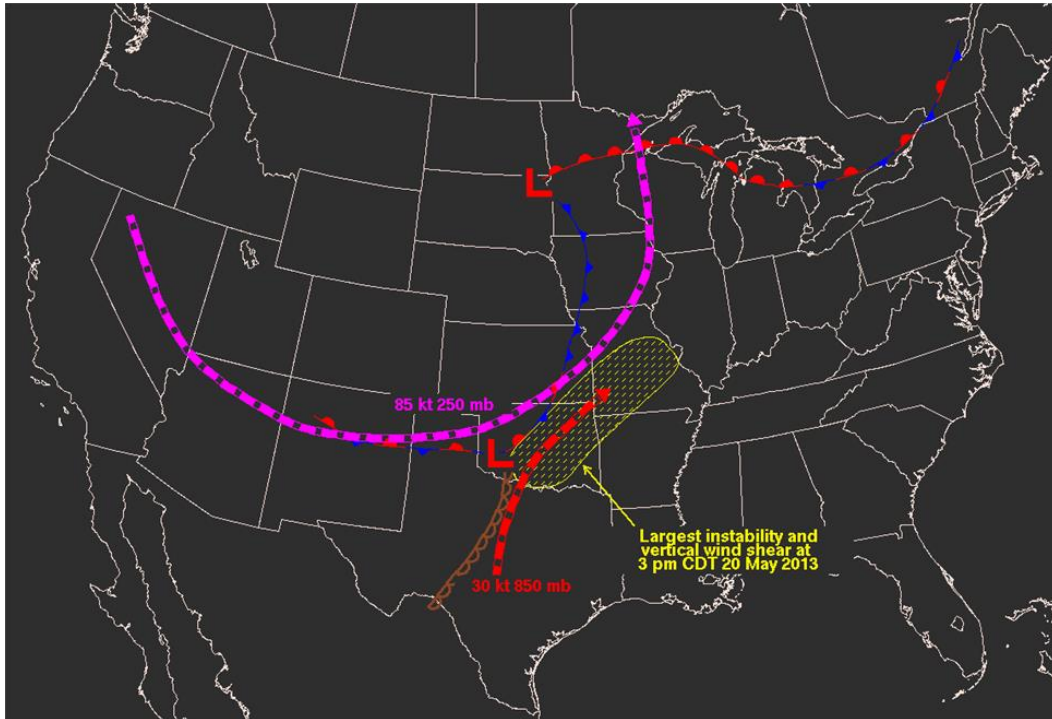 L
85 kt 250 mb
L
Largest instability and
vertical wind shear at
3 pm CDT 20 May 2013
30 kt 850 mb